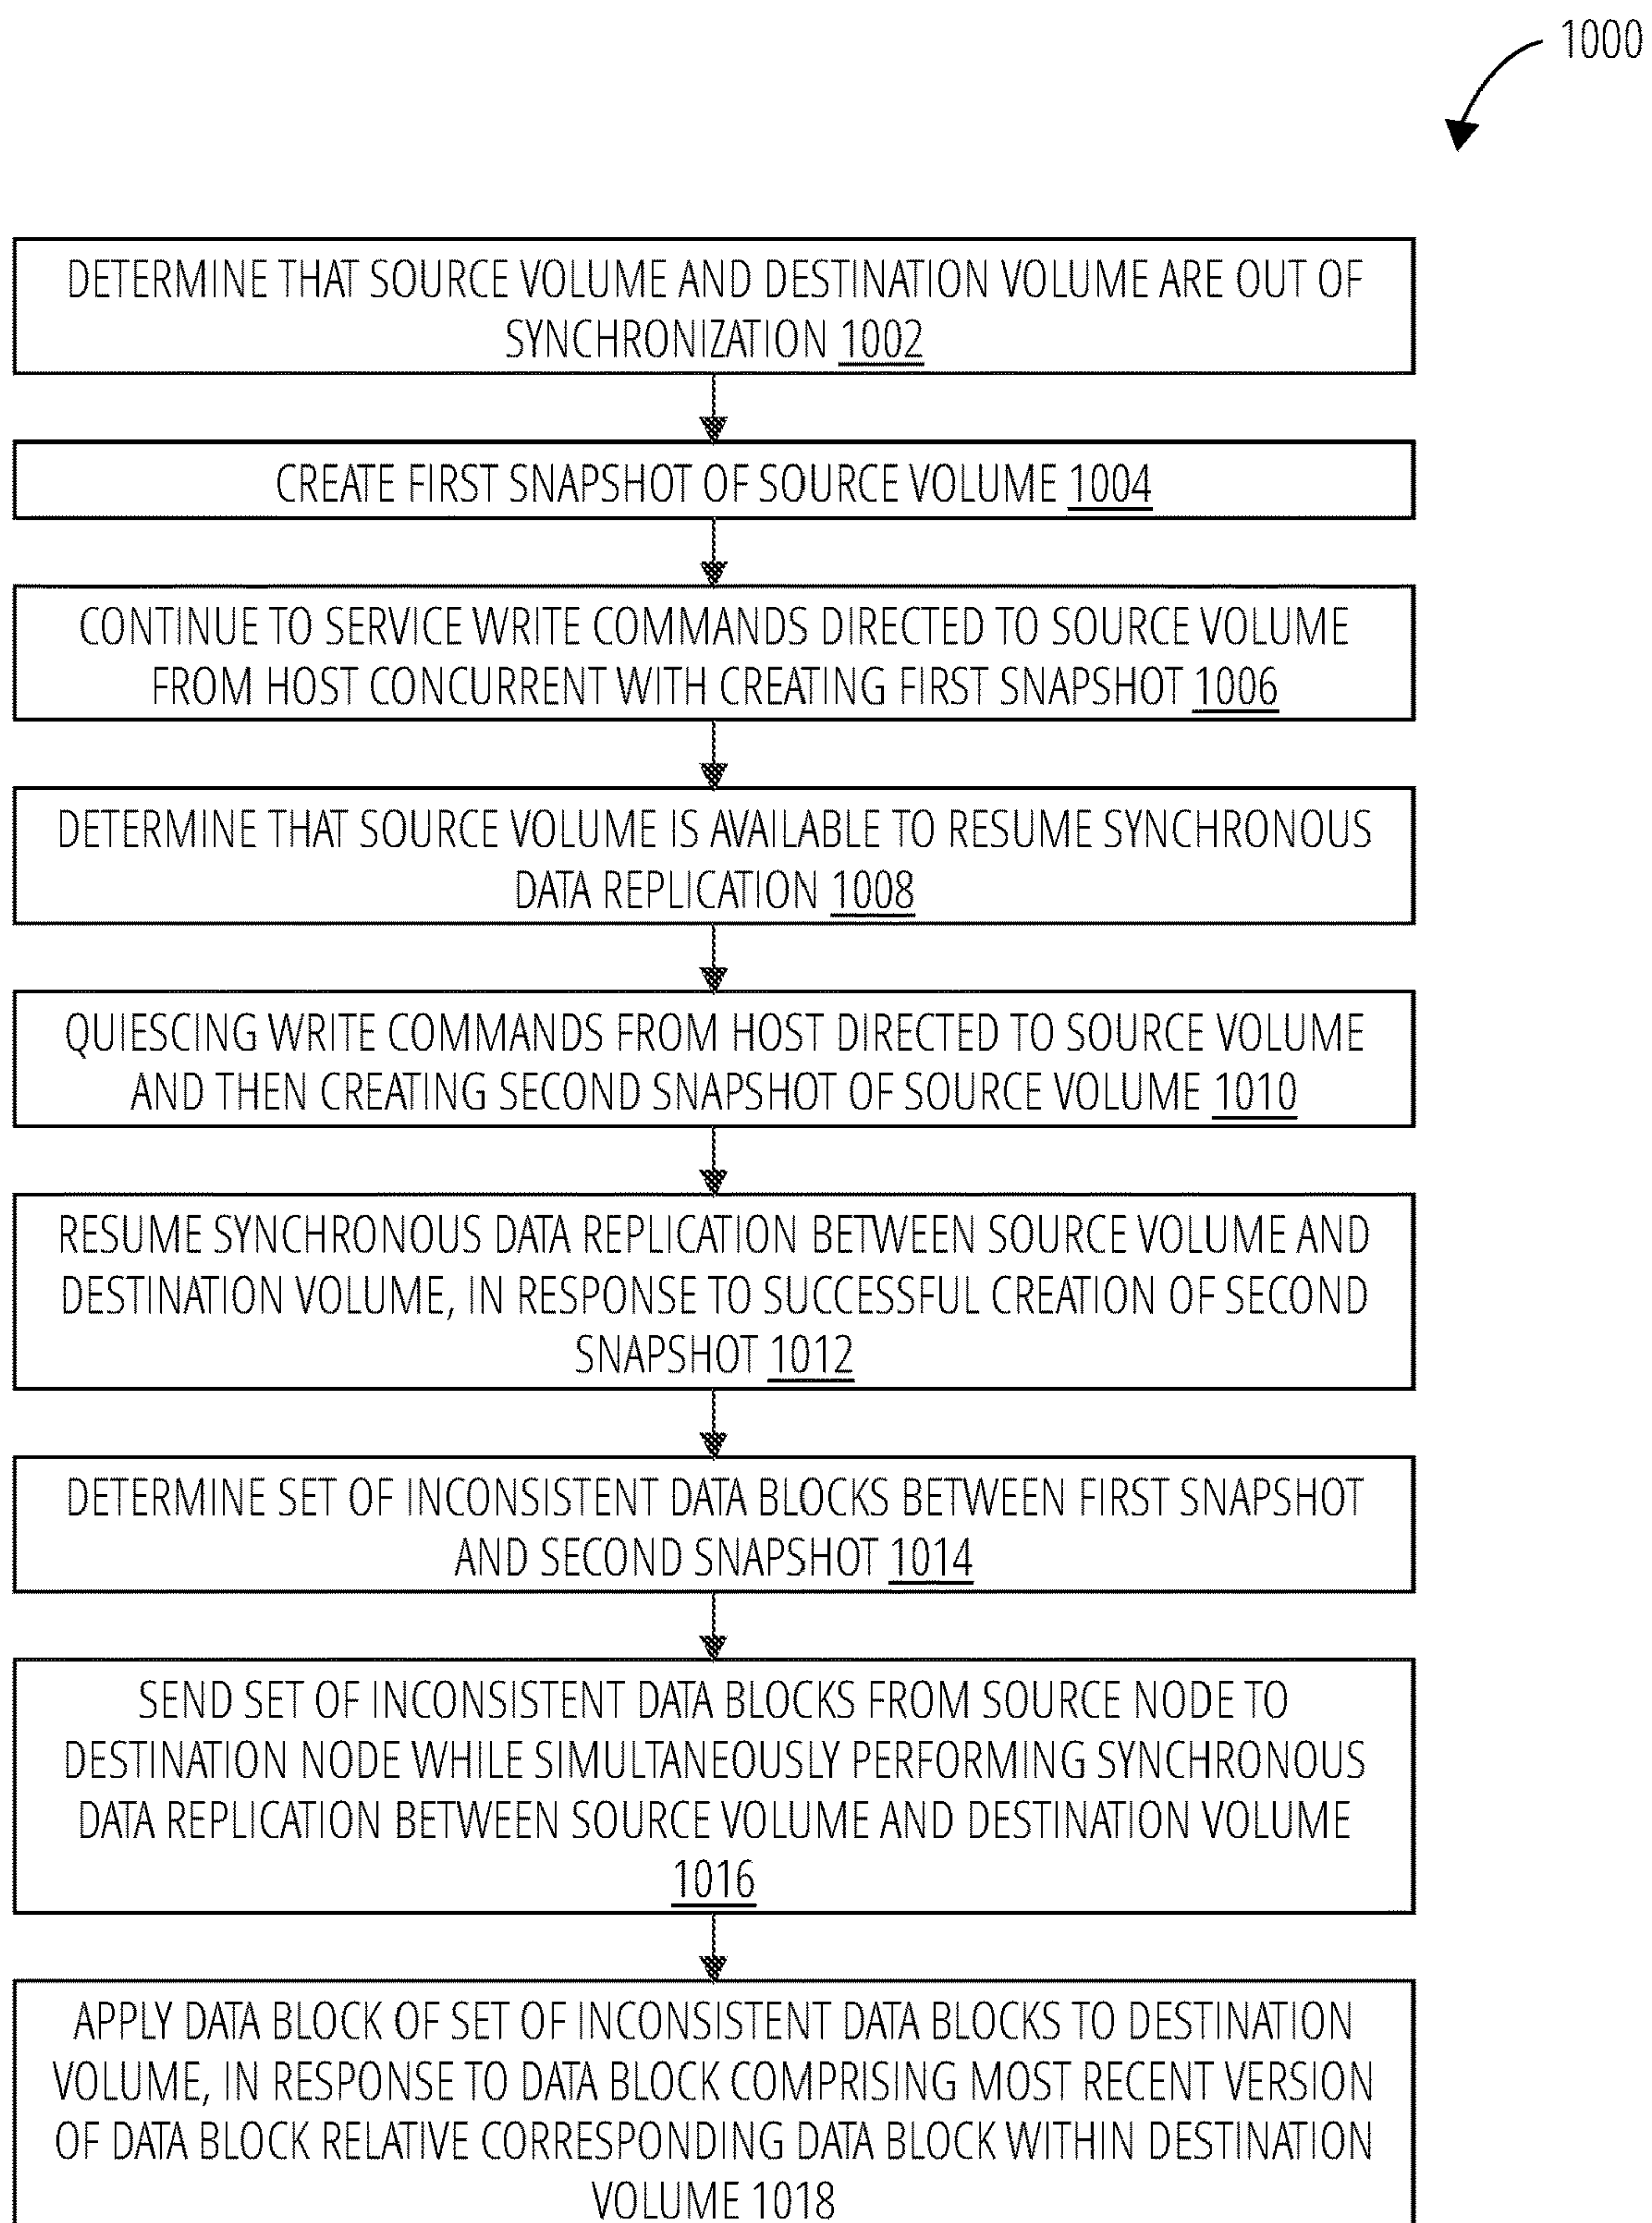 1000
DETERMINE THAT SOURCE VOLUME AND DESTINATION VOLUME ARE OUT OF
SYNCHRONIZATION 1002
CREATE FIRST SNAPSHOT OF SOURCE VOLUME 1004
CONTINUE TO SERVICE WRITE COMMANDS DIRECTED TO SOURCE VOLUME
FROM HOST CONCURRENT WITH CREATING FIRST SNAPSHOT 1006
DETERMINE THAT SOURCE VOLUME IS AVAILABLE TO RESUME SYNCHRONOUS
DATA REPLICATION 1008
QUIESCING WRITE COMMANDS FROM HOST DIRECTED TO SOURCE VOLUME
AND THEN CREATING SECOND SNAPSHOT OF SOURCE VOLUME 1010
RESUME SYNCHRONOUS DATA REPLICATION BETWEEN SOURCE VOLUME AND
DESTINATION VOLUME, IN RESPONSE TO SUCCESSFUL CREATION OF SECOND
SNAPSHOT 1012
DETERMINE SET OF INCONSISTENT DATA BLOCKS BETWEEN FIRST SNAPSHOT
AND SECOND SNAPSHOT 1014
SEND SET OF INCONSISTENT DATA BLOCKS FROM SOURCE NODE TO
DESTINATION NODE WHILE SIMULTANEOUSLY PERFORMING SYNCHRONOUS
DATA REPLICATION BETWEEN SOURCE VOLUME AND DESTINATION VOLUME
1016
APPLY DATA BLOCK OF SET OF INCONSISTENT DATA BLOCKS TO DESTINATION
VOLUME, IN RESPONSE TO DATA BLOCK COMPRISING MOST RECENT VERSION
OF DATA BLOCK RELATIVE CORRESPONDING DATA BLOCK WITHIN DESTINATION
VOLUME 1018